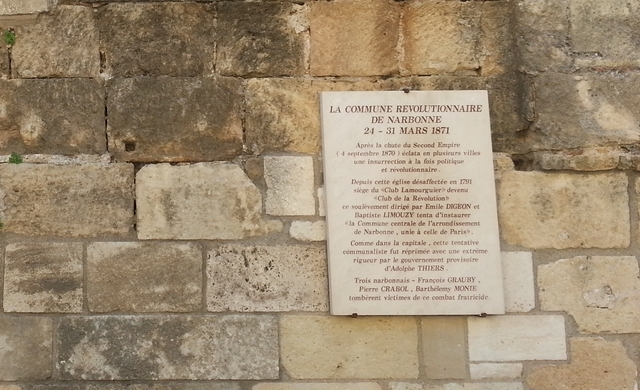 LA COMMUNE REVOLUTIONNAIRE
DE NARBONNE
24 - 31 MARS 1871
Après la chute du Second Empire
( 4 septembre 1870 ) éclata en plusieurs villes
une insurrection à la fois politique
et révolutionnaire .
Depuis cette église désaffectée en 1791
siège du «Club Lamourguier» devenu
«Club de la Révolution»
ce soulèvement dirigé par Emile DIGEON et
Baptiste LIMOUZY tenta d'instaurer
«la Commune centrale de l'arrondissement
de Narbonne , unie à celle de Paris» .
Comme dans la capitale , cette tentative
communaliste fut réprimée avec une extrême
rigueur par le gouvernement provisoire
d'Adolphe THIERS .
Trois narbonnais - François GRAUBY ,
Pierre CRABOL , Barthélemy MONIE
tombèrent victimes de ce combat fratricide .